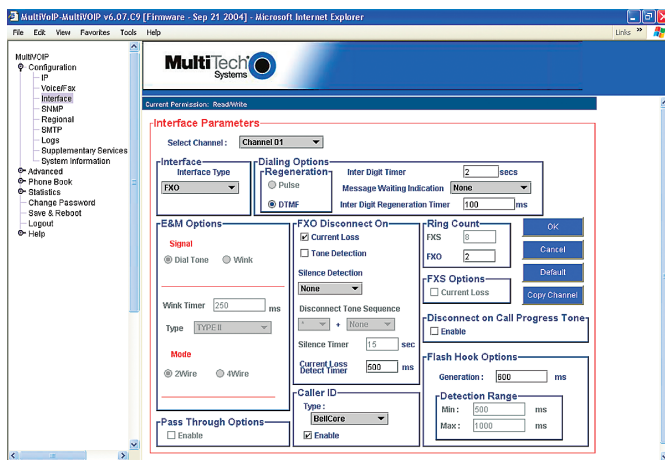 MultiVoIP-MultiVOIP v6.07.C9 [Firmware - Sep 21 2004] - Microsoft Internet Explorer
File Edit View Favorites Tools Help Links »
MultiVOIP
Configuration
IP
Voice/Fax
Interface
SNMP
Regional
SMTP
Logs
Supplementary Services
System Information
Advanced
Phone Book
Statistics
Change Password
Save & Reboot
Logout
Help
MultiTech
Systems
Current Permission: Read/Write
Interface Parameters
Select Channel : Channel 01
Interface
Interface Type
FXO
Dialing Options
Regeneration
Pulse
DTMF
Inter Digit Timer 2 secs
Message Waiting Indication None
Inter Digit Regeneration Timer 100 ms
E&M Options
Signal
Dial Tone Wink
Wink Timer 250 ms
Type TYPE II
Mode
2Wire 4Wire
Pass Through Options
Enable
FXO Disconnect On
Current Loss
Tone Detection
Silence Detection
None
Disconnect Tone Sequence
* + None
Silence Timer 15 sec
Current Loss
Detect Timer 500 ms
Caller ID
Type :
BellCore
Enable
Ring Count
FXS 8
FXO 2
FXS Options
Current Loss
OK
Cancel
Default
Copy Channel
Disconnect on Call Progress Tone
Enable
Flash Hook Options
Generation : 600 ms
Detection Range
Min : 500 ms
Max : 1000 ms